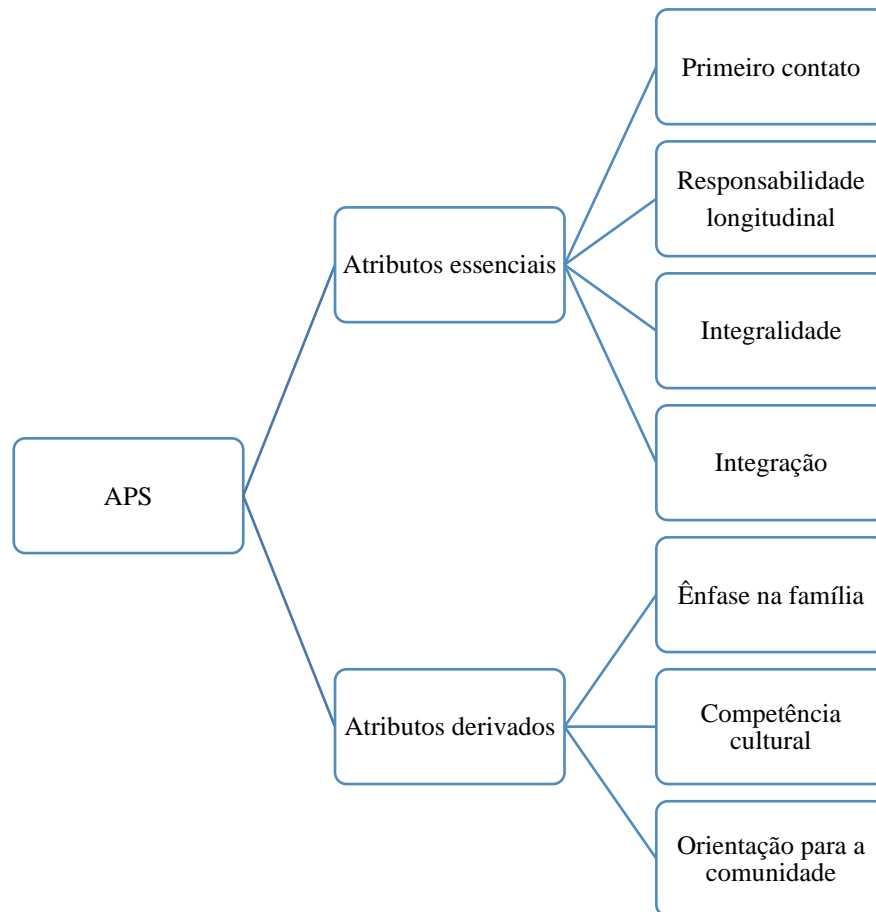 Primeiro contato
Responsabilidade
longitudinal
Atributos essenciais
Integralidade
Integração
APS
Ênfase na família
Atributos derivados
Competência
cultural
Orientação para a
comunidade